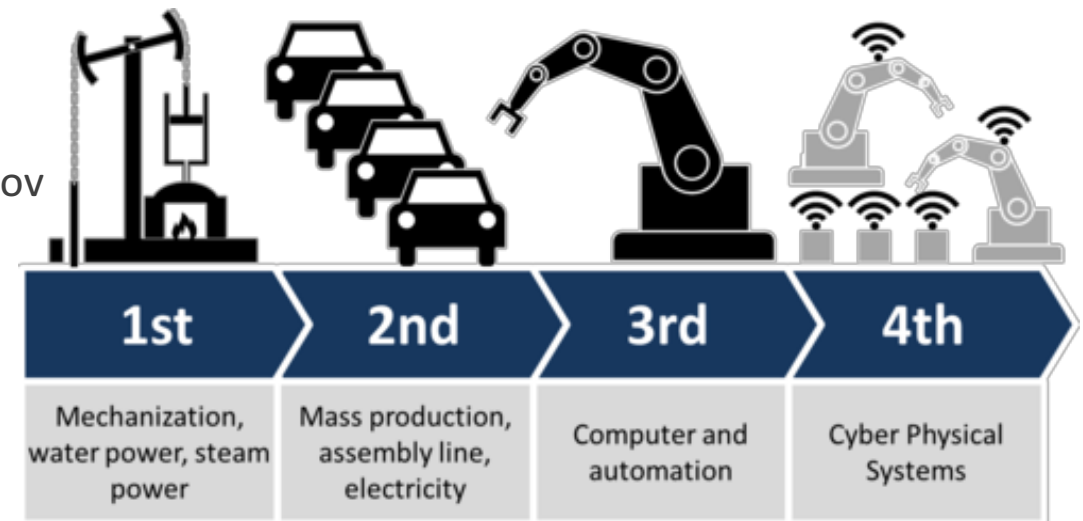 ov
1st
2nd
3rd
4th
Mechanization,
water power, steam
power
Mass production,
assembly line,
electricity
Computer and
automation
Cyber Physical
Systems